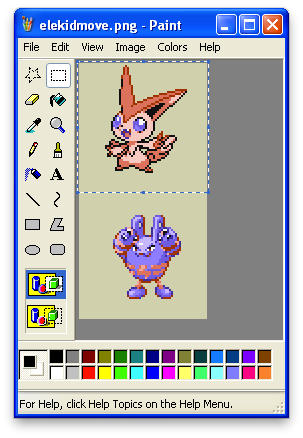 elekidmove.png - Paint
File Edit View Image Colors Help
A
For Help, click Help Topics on the Help Menu.